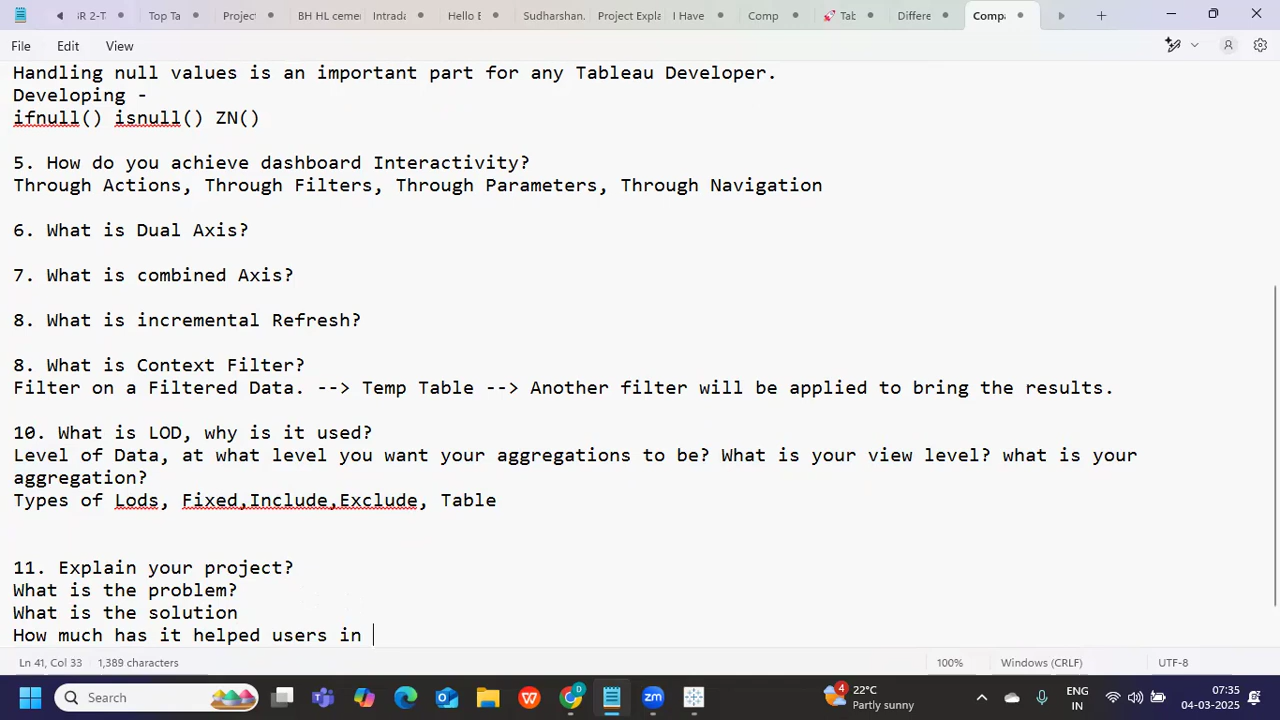 SR 2-Ta
Top Ta
Project
BH HL cemen
Intrada
Hello E
Sudharshan.
Project Expla
I Have
Comp
🚀 Tab
Differe
Compa
File Edit View
Handling null values is an important part for any Tableau Developer.
Developing -
ifnull() isnull() ZN()
5. How do you achieve dashboard Interactivity?
Through Actions, Through Filters, Through Parameters, Through Navigation
6. What is Dual Axis?
7. What is combined Axis?
8. What is incremental Refresh?
8. What is Context Filter?
Filter on a Filtered Data. --> Temp Table --> Another filter will be applied to bring the results.
10. What is LOD, why is it used?
Level of Data, at what level you want your aggregations to be? What is your view level? what is your
aggregation?
Types of Lods, Fixed,Include,Exclude, Table
11. Explain your project?
What is the problem?
What is the solution
How much has it helped users in
Ln 41, Col 33 1,389 characters 100% Windows (CRLF) UTF-8
Search
4
22°C
Partly sunny
ENG
IN
07:35
04-03-2025